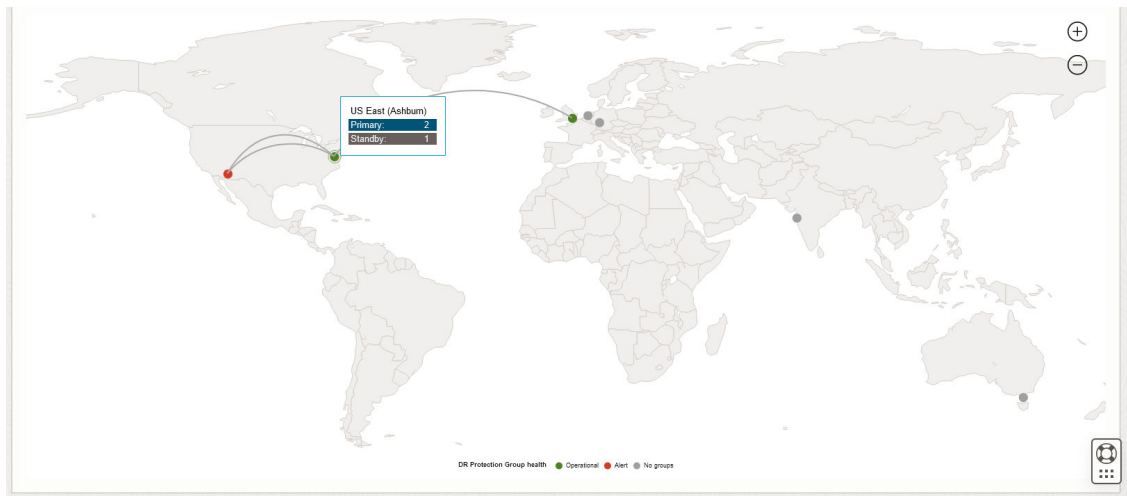 US East (Ashburn)
Primary: 2
Standby: 1
DR Protection Group health Operational Alert No groups